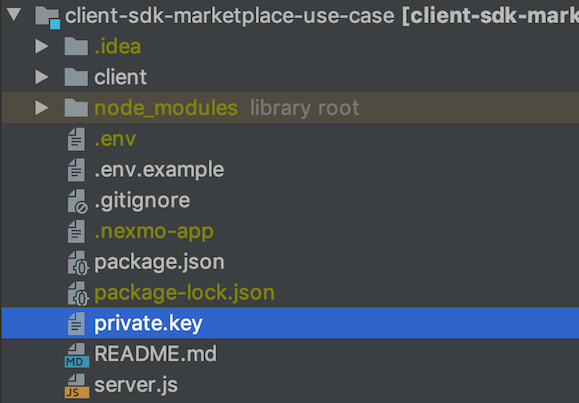 client-sdk-marketplace-use-case [client-sdk-mark
.idea
client
node_modules library root
.env
.env.example
.gitignore
.nexmo-app
package.json
package-lock.json
private.key
MD README.md
JS server.js